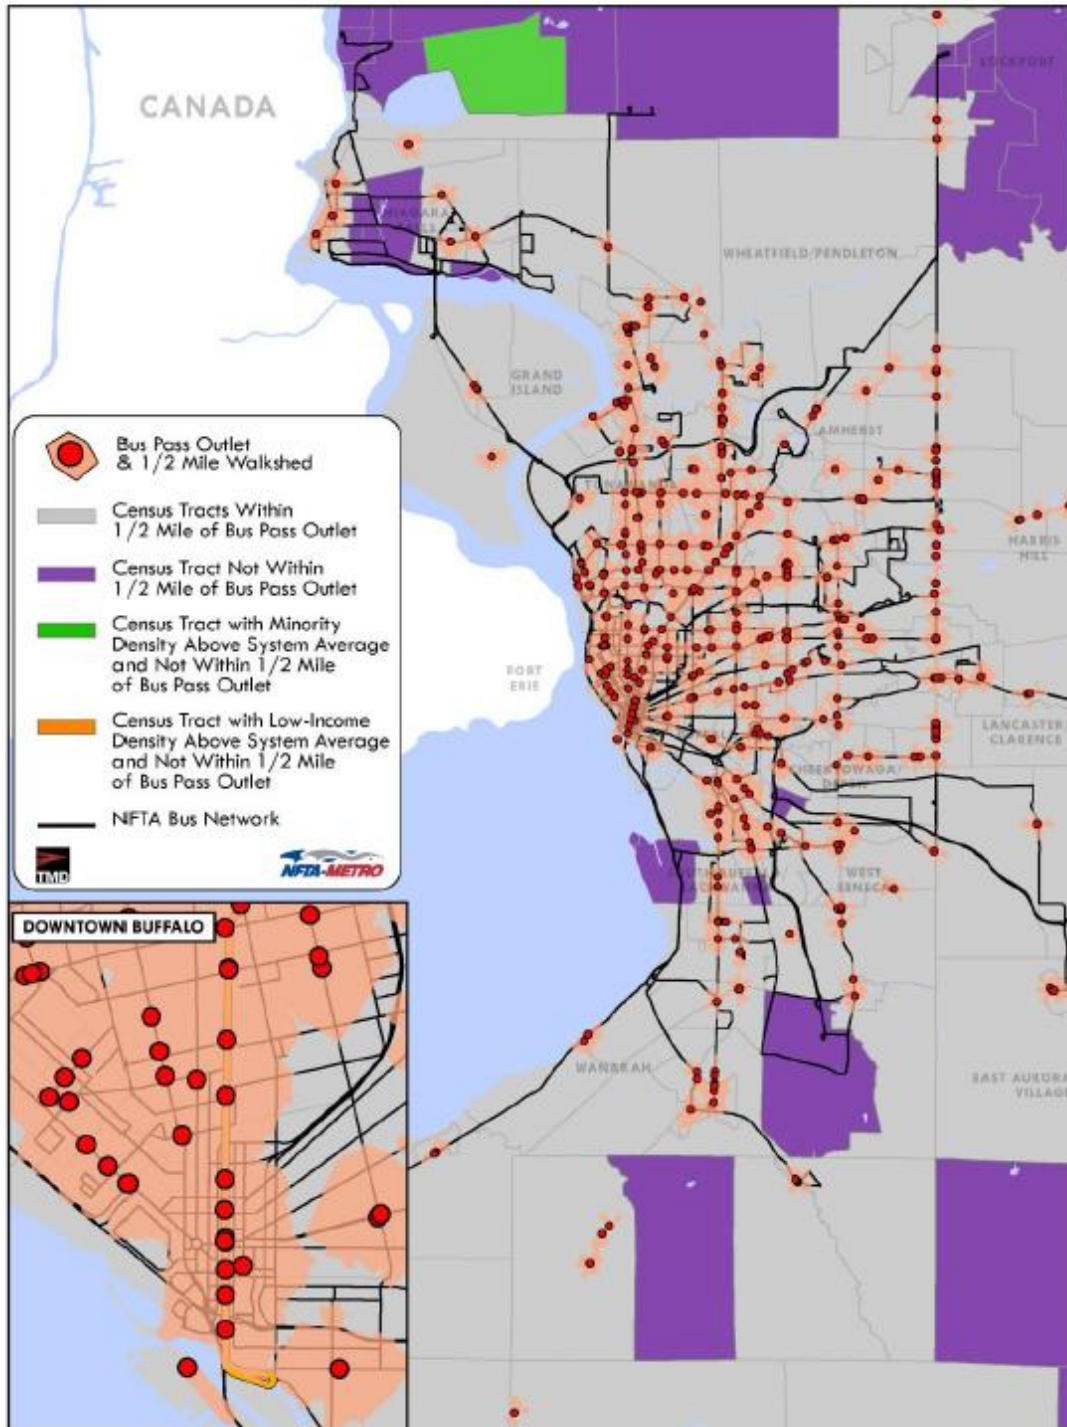 CANADA
LOCKPORT
NIAGARA
WHEATFIELD/PENDLETON
GRAND
ISLAND
AMHERST
TONAWANDA
HARRIS
HILL
FORT
ERIE
LANCASTER/
CLARENCE
WEST
SENECA
EAST AURORA
VILLAGE
Bus Pass Outlet
& 1/2 Mile Walkshed
Census Tracts Within
1/2 Mile of Bus Pass Outlet
Census Tract Not Within
1/2 Mile of Bus Pass Outlet
Census Tract with Minority
Density Above System Average
and Not Within 1/2 Mile
of Bus Pass Outlet
Census Tract with Low-Income
Density Above System Average
and Not Within 1/2 Mile
of Bus Pass Outlet
NFTA Bus Network
TMD
NFTA-METRO
DOWNTOWN BUFFALO